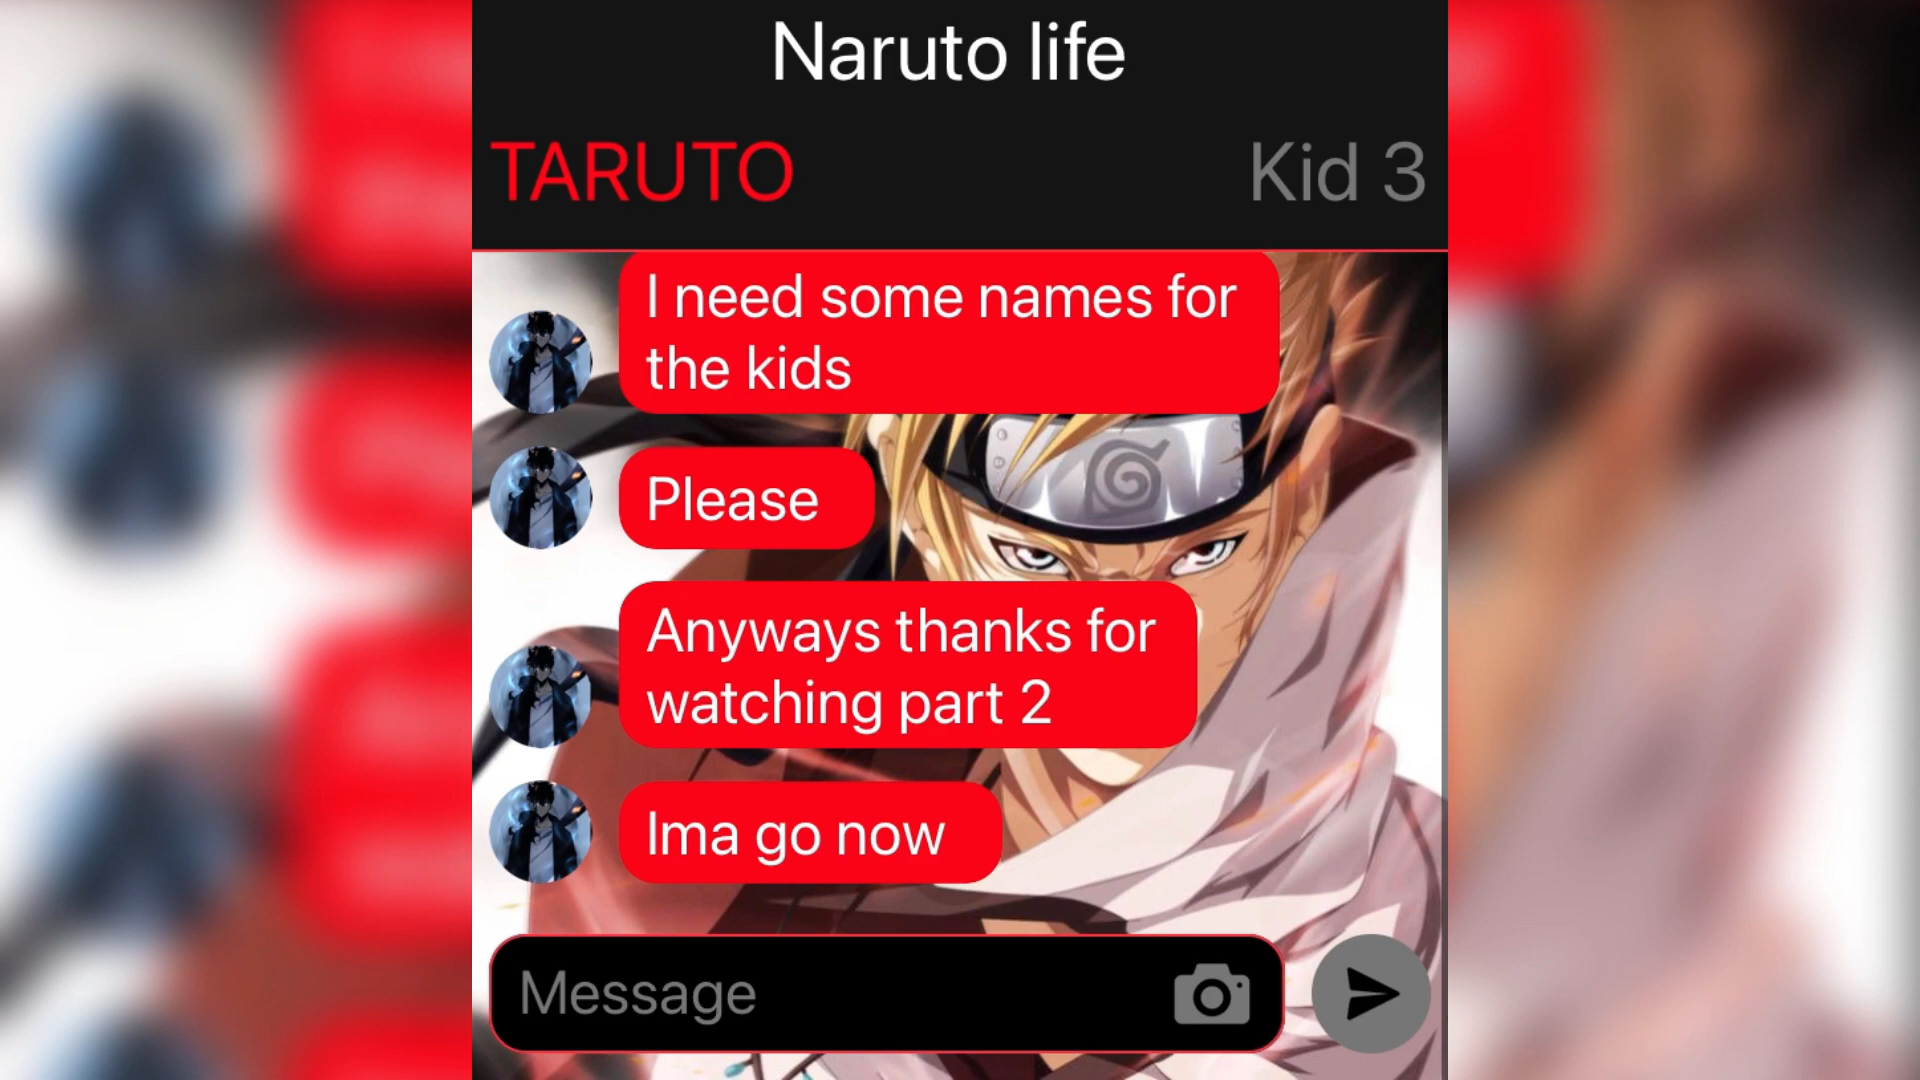 Naruto life
TARUTO
Kid 3
I need some names for
the kids
Please
Anyways thanks for
watching part 2
Ima go now
Message